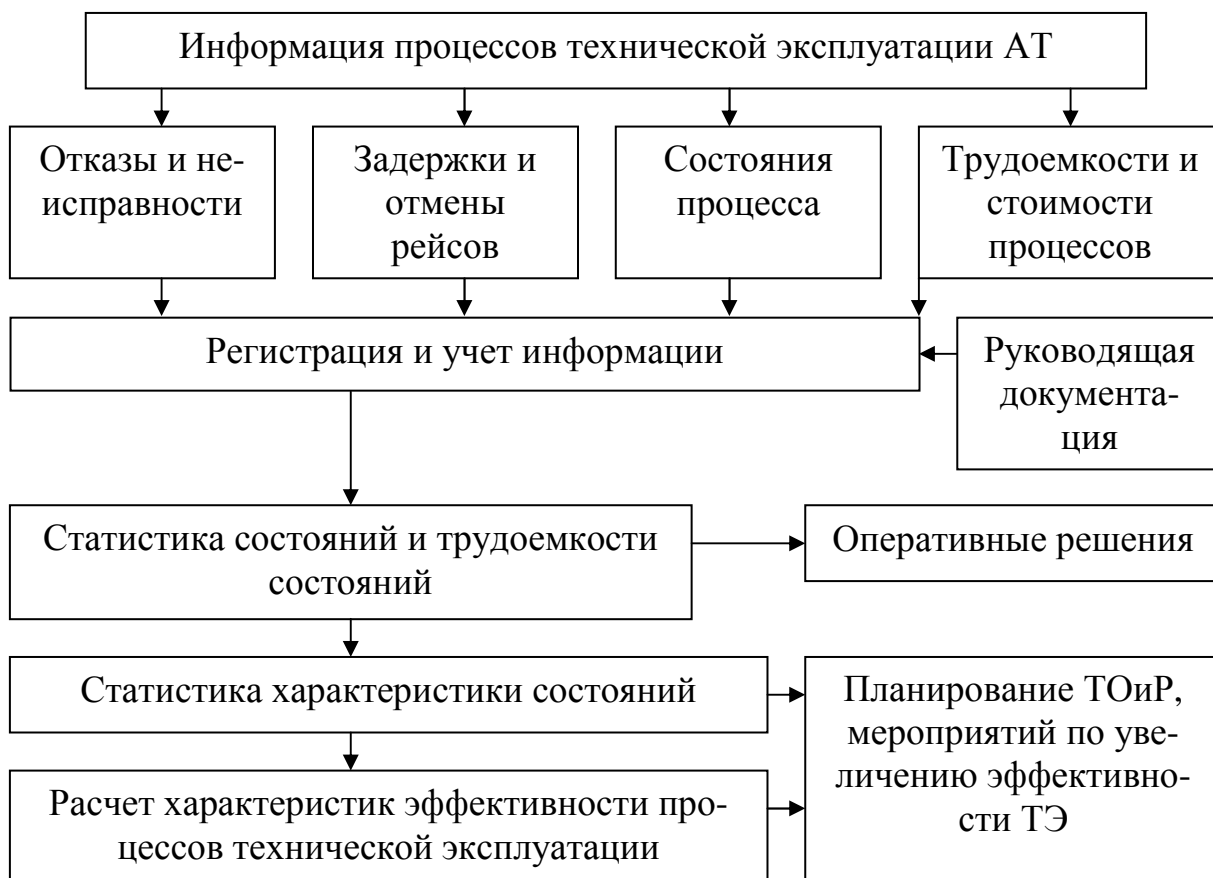 Информация процессов технической эксплуатации АТ
Отказы и не-
исправности
Задержки и
отмены
рейсов
Состояния
процесса
Трудоемкости и
стоимости
процессов
Регистрация и учет информации
Руководящая
документа-
ция
Статистика состояний и трудоемкости
состояний
Оперативные решения
Статистика характеристики состояний
Планирование ТОиР,
мероприятий по уве-
личению эффективно-
сти ТЭ
Расчет характеристик эффективности про-
цессов технической эксплуатации